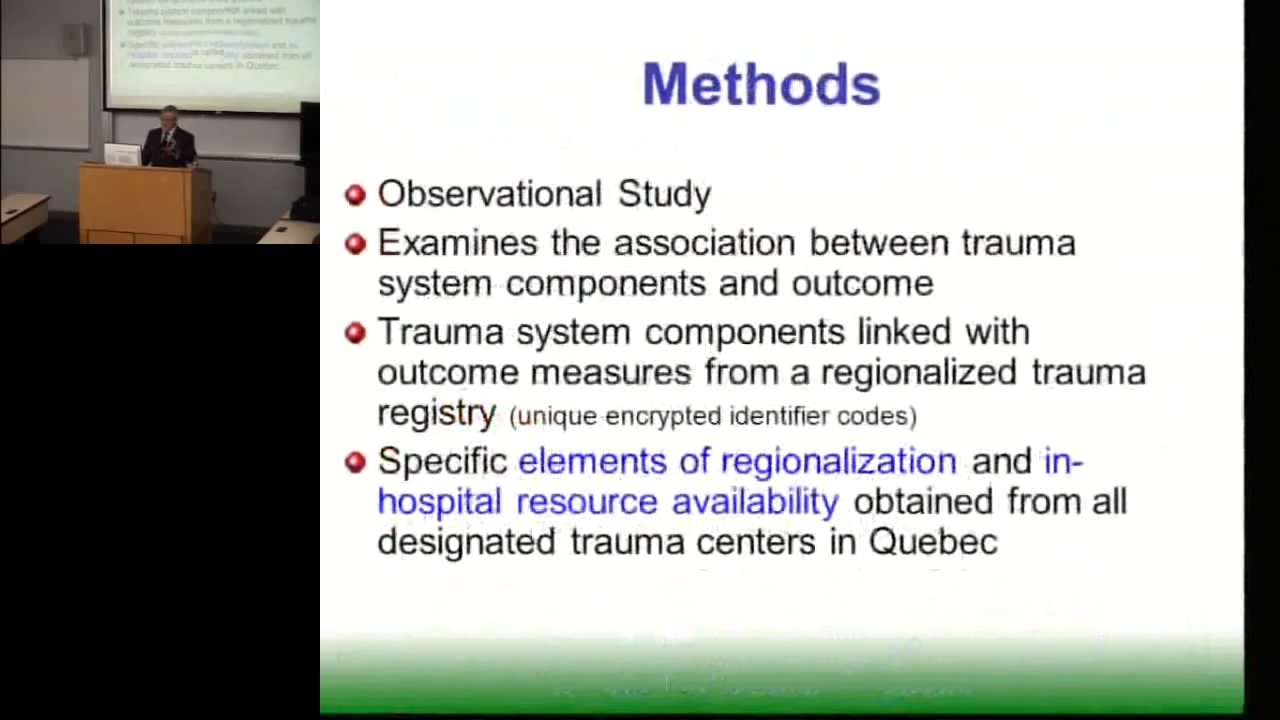 Methods
Observational Study
Examines the association between trauma
system components and outcome
Trauma system components linked with
outcome measures from a regionalized trauma
registry (unique encrypted identifier codes)
Specific elements of regionalization and in-
hospital resource availability obtained from all
designated trauma centers in Quebec